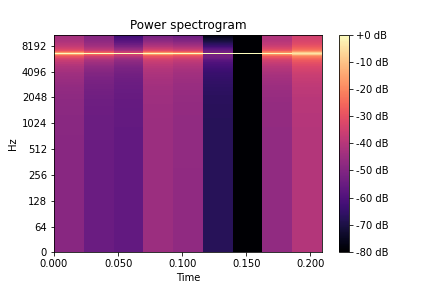 Power spectrogram
8192
4096
2048
1024
512
256
128
64
0
Hz
0.000 0.050 0.100 0.150 0.200
Time
+0 dB
-10 dB
-20 dB
-30 dB
-40 dB
-50 dB
-60 dB
-70 dB
-80 dB